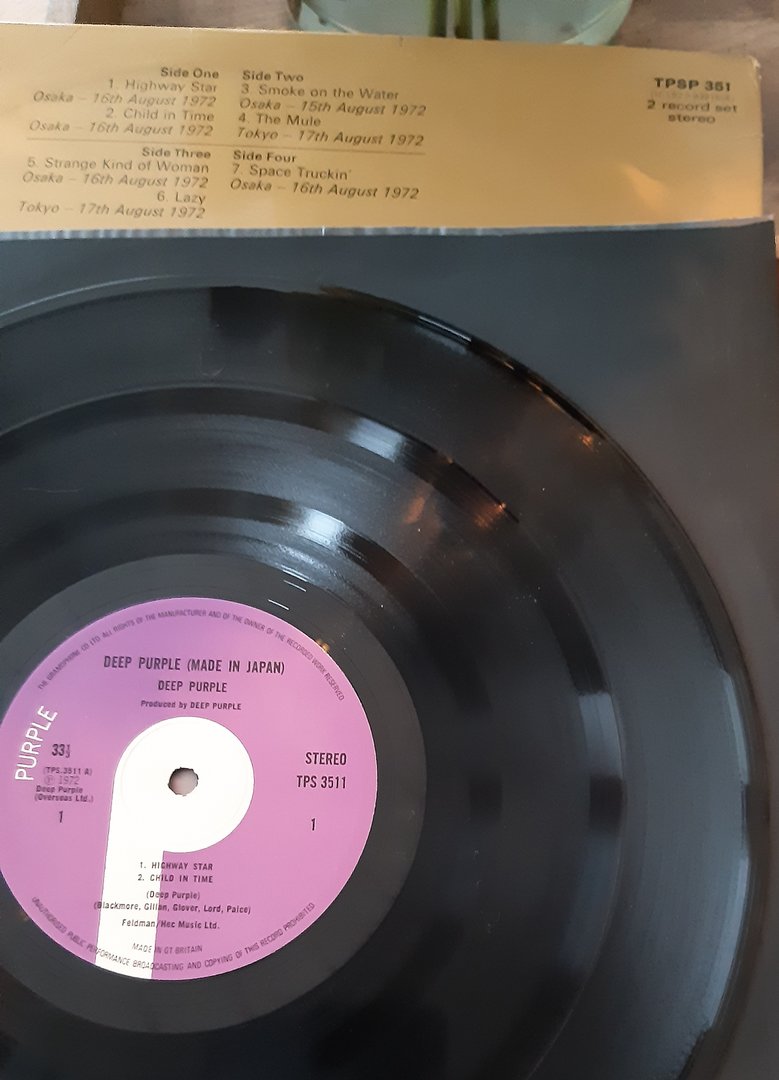 Side One
1. Highway Star
Osaka – 16th August 1972
2. Child in Time
Osaka – 16th August 1972
Side Two
3. Smoke on the Water
Osaka – 15th August 1972
4. The Mule
Tokyo – 17th August 1972
Side Three
5. Strange Kind of Woman
Osaka – 16th August 1972
6. Lazy
Tokyo – 17th August 1972
Side Four
7. Space Truckin'
Osaka – 16th August 1972
TPSP 351
2 record set
stereo
THE GRAMOPHONE CO LTD. ALL RIGHTS OF THE MANUFACTURER AND OF THE OWNER OF THE RECORDED WORK RESERVED
DEEP PURPLE (MADE IN JAPAN)
DEEP PURPLE
Produced by DEEP PURPLE
PURPLE
33⅓
(TPS.3511 A)
Ⓟ 1972
Deep Purple
(Overseas Ltd.)
1
STEREO
TPS 3511
1
1. HIGHWAY STAR
2. CHILD IN TIME
(Deep Purple)
(Blackmore, Gillan, Glover, Lord, Paice)
Feldman/Hec Music Ltd.
MADE IN GT BRITAIN
UNAUTHORISED PUBLIC PERFORMANCE BROADCASTING AND COPYING OF THIS RECORD PROHIBITED